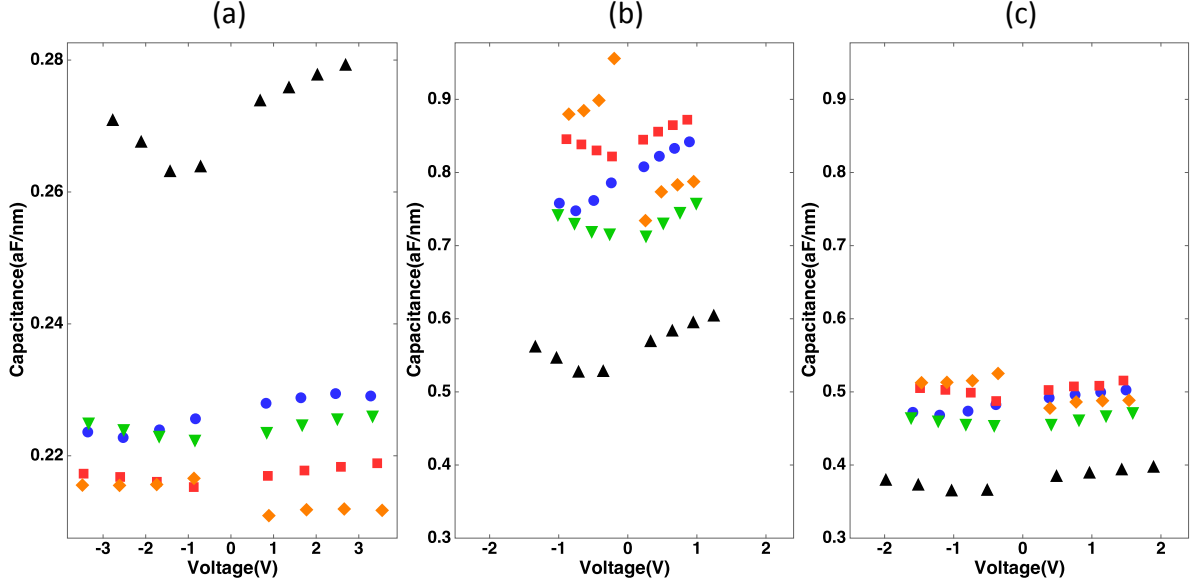 (a)
(b)
(c)
Capacitance(aF/nm)
0.28
0.26
0.24
0.22
-3 -2 -1 0 1 2 3
Voltage(V)
Capacitance(aF/nm)
0.9
0.8
0.7
0.6
0.5
0.4
0.3
-2 -1 0 1 2
Voltage(V)
Capacitance(aF/nm)
0.9
0.8
0.7
0.6
0.5
0.4
0.3
-2 -1 0 1 2
Voltage(V)